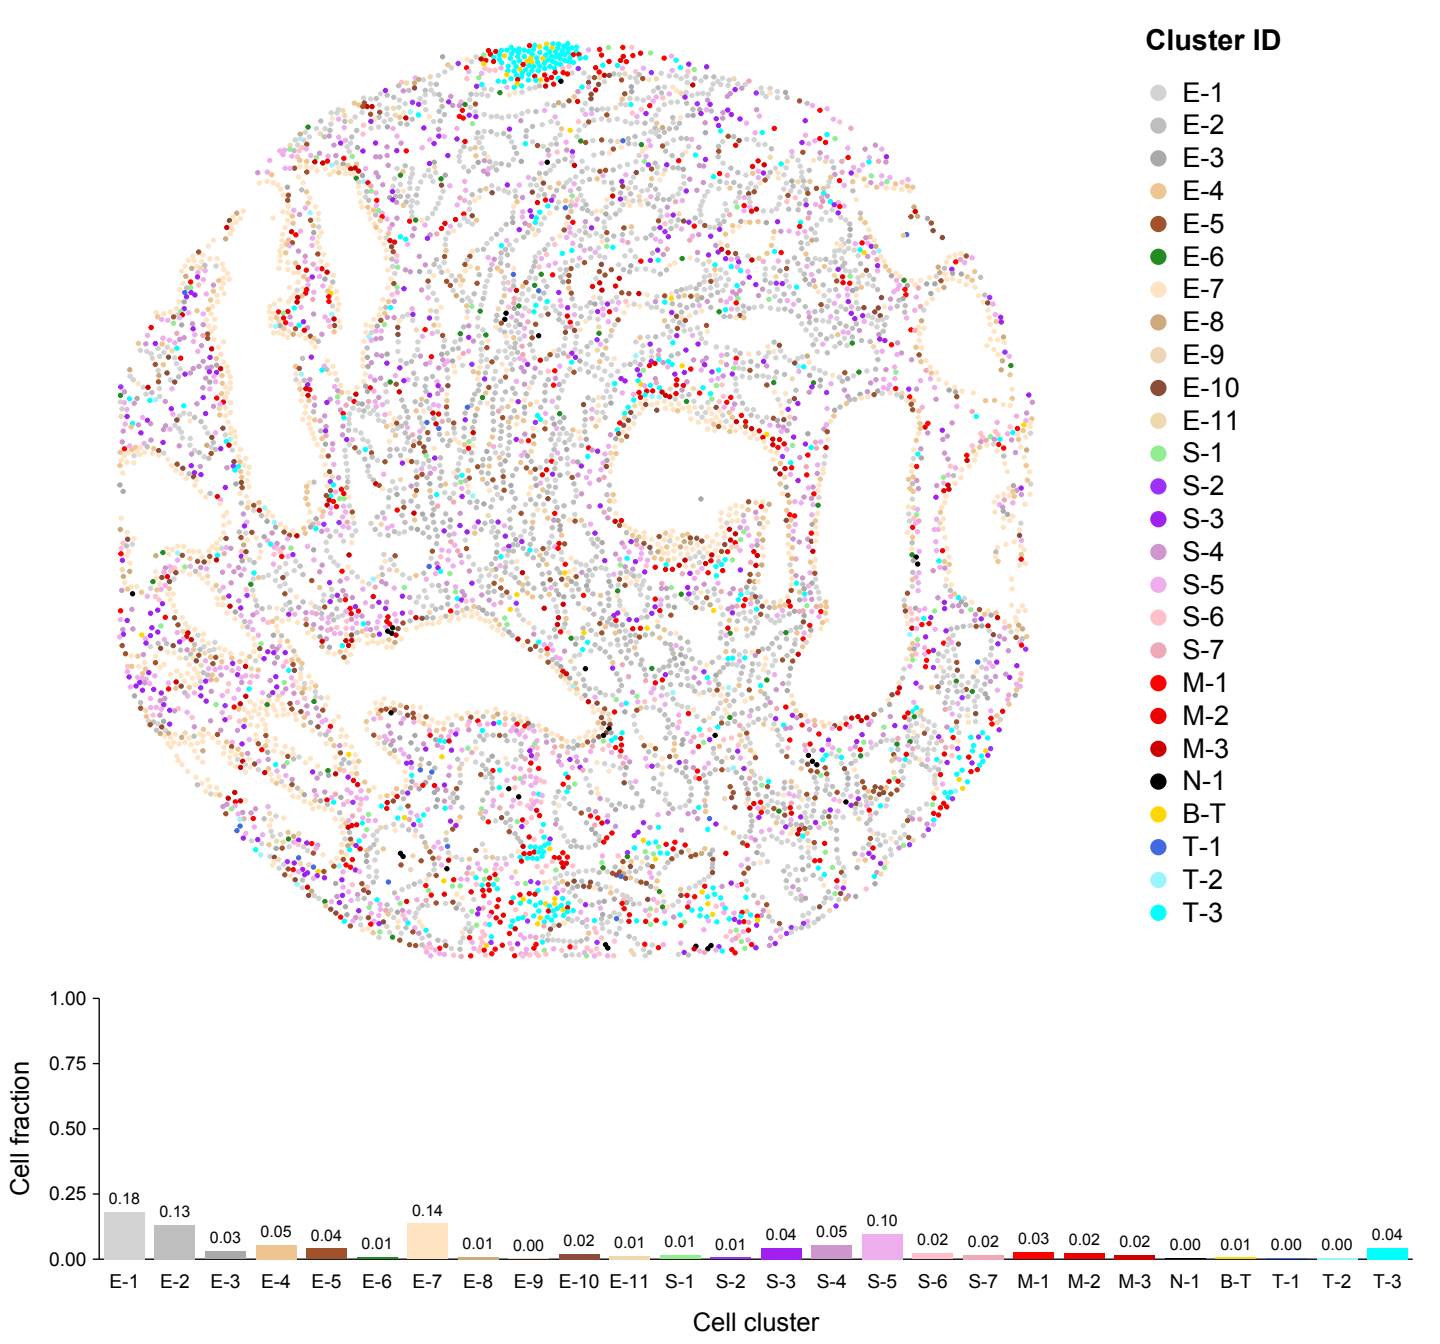 Cluster ID
E-1
E-2
E-3
E-4
E-5
E-6
E-7
E-8
E-9
E-10
E-11
S-1
S-2
S-3
S-4
S-5
S-6
S-7
M-1
M-2
M-3
N-1
B-T
T-1
T-2
T-3
1.00
0.75
0.50
0.25
0.00
Cell fraction
0.18 0.13 0.03 0.05 0.04 0.01 0.14 0.01 0.00 0.02 0.01 0.01 0.01 0.04 0.05 0.10 0.02 0.02 0.03 0.02 0.02 0.00 0.01 0.00 0.00 0.04
E-1 E-2 E-3 E-4 E-5 E-6 E-7 E-8 E-9 E-10 E-11 S-1 S-2 S-3 S-4 S-5 S-6 S-7 M-1 M-2 M-3 N-1 B-T T-1 T-2 T-3
Cell cluster